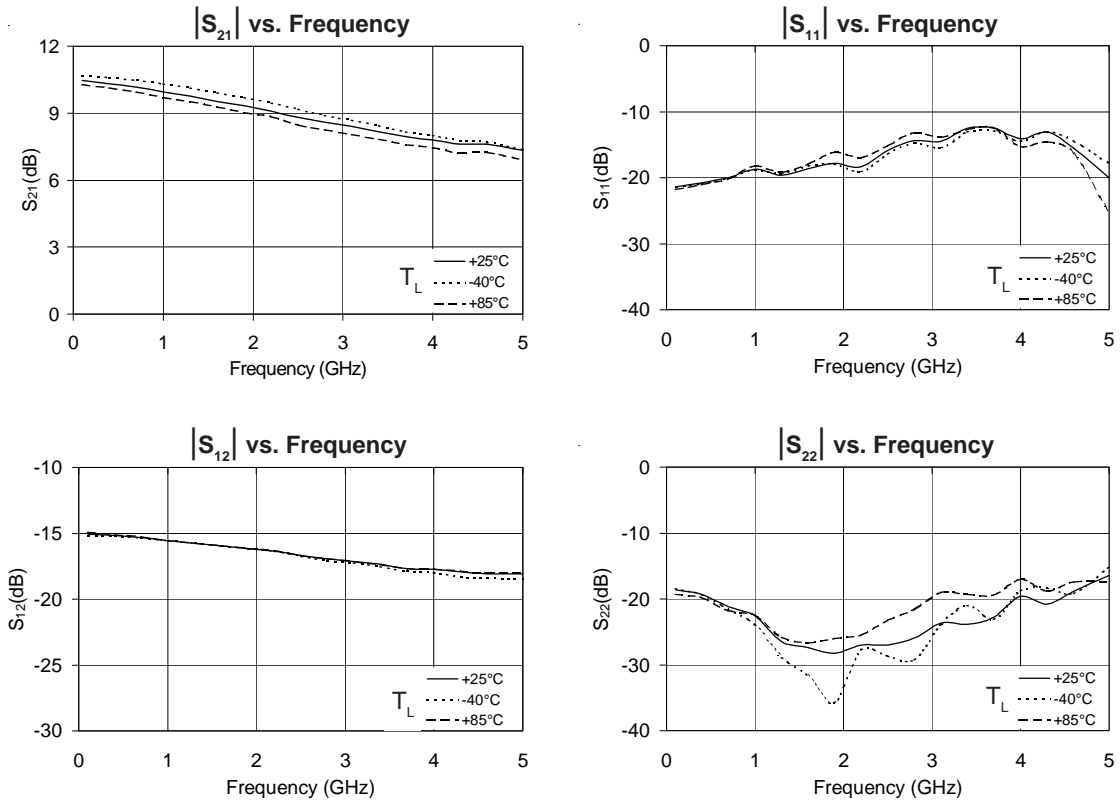 |S21| vs. Frequency
12
9
6
3
0
S21(dB)
0 1 2 3 4 5
Frequency (GHz)
TL
+25°C
-40°C
+85°C
|S11| vs. Frequency
0
-10
-20
-30
-40
S11(dB)
0 1 2 3 4 5
Frequency (GHz)
TL
+25°C
-40°C
+85°C
|S12| vs. Frequency
-10
-15
-20
-25
-30
S12(dB)
0 1 2 3 4 5
Frequency (GHz)
TL
+25°C
-40°C
+85°C
|S22| vs. Frequency
0
-10
-20
-30
-40
S22(dB)
0 1 2 3 4 5
Frequency (GHz)
TL
+25°C
-40°C
+85°C